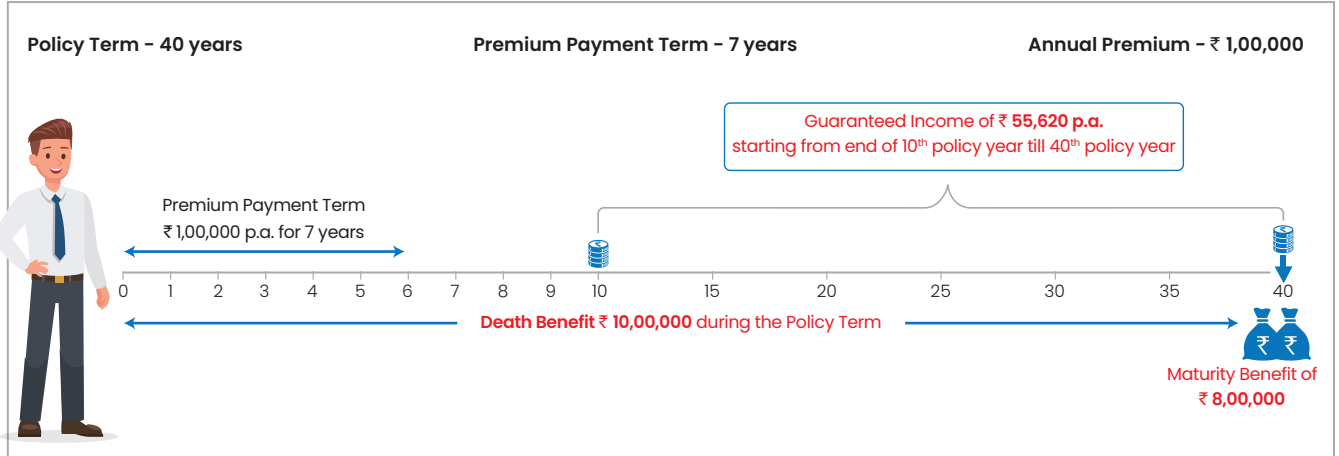 Policy Term - 40 years
Premium Payment Term - 7 years
Annual Premium - ₹ 1,00,000
Guaranteed Income of ₹ 55,620 p.a.
starting from end of 10th policy year till 40th policy year
Premium Payment Term
₹ 1,00,000 p.a. for 7 years
0 1 2 3 4 5 6 7 8 9 10 15 20 25 30 35 40
Death Benefit ₹ 10,00,000 during the Policy Term
₹ ₹
Maturity Benefit of
₹ 8,00,000